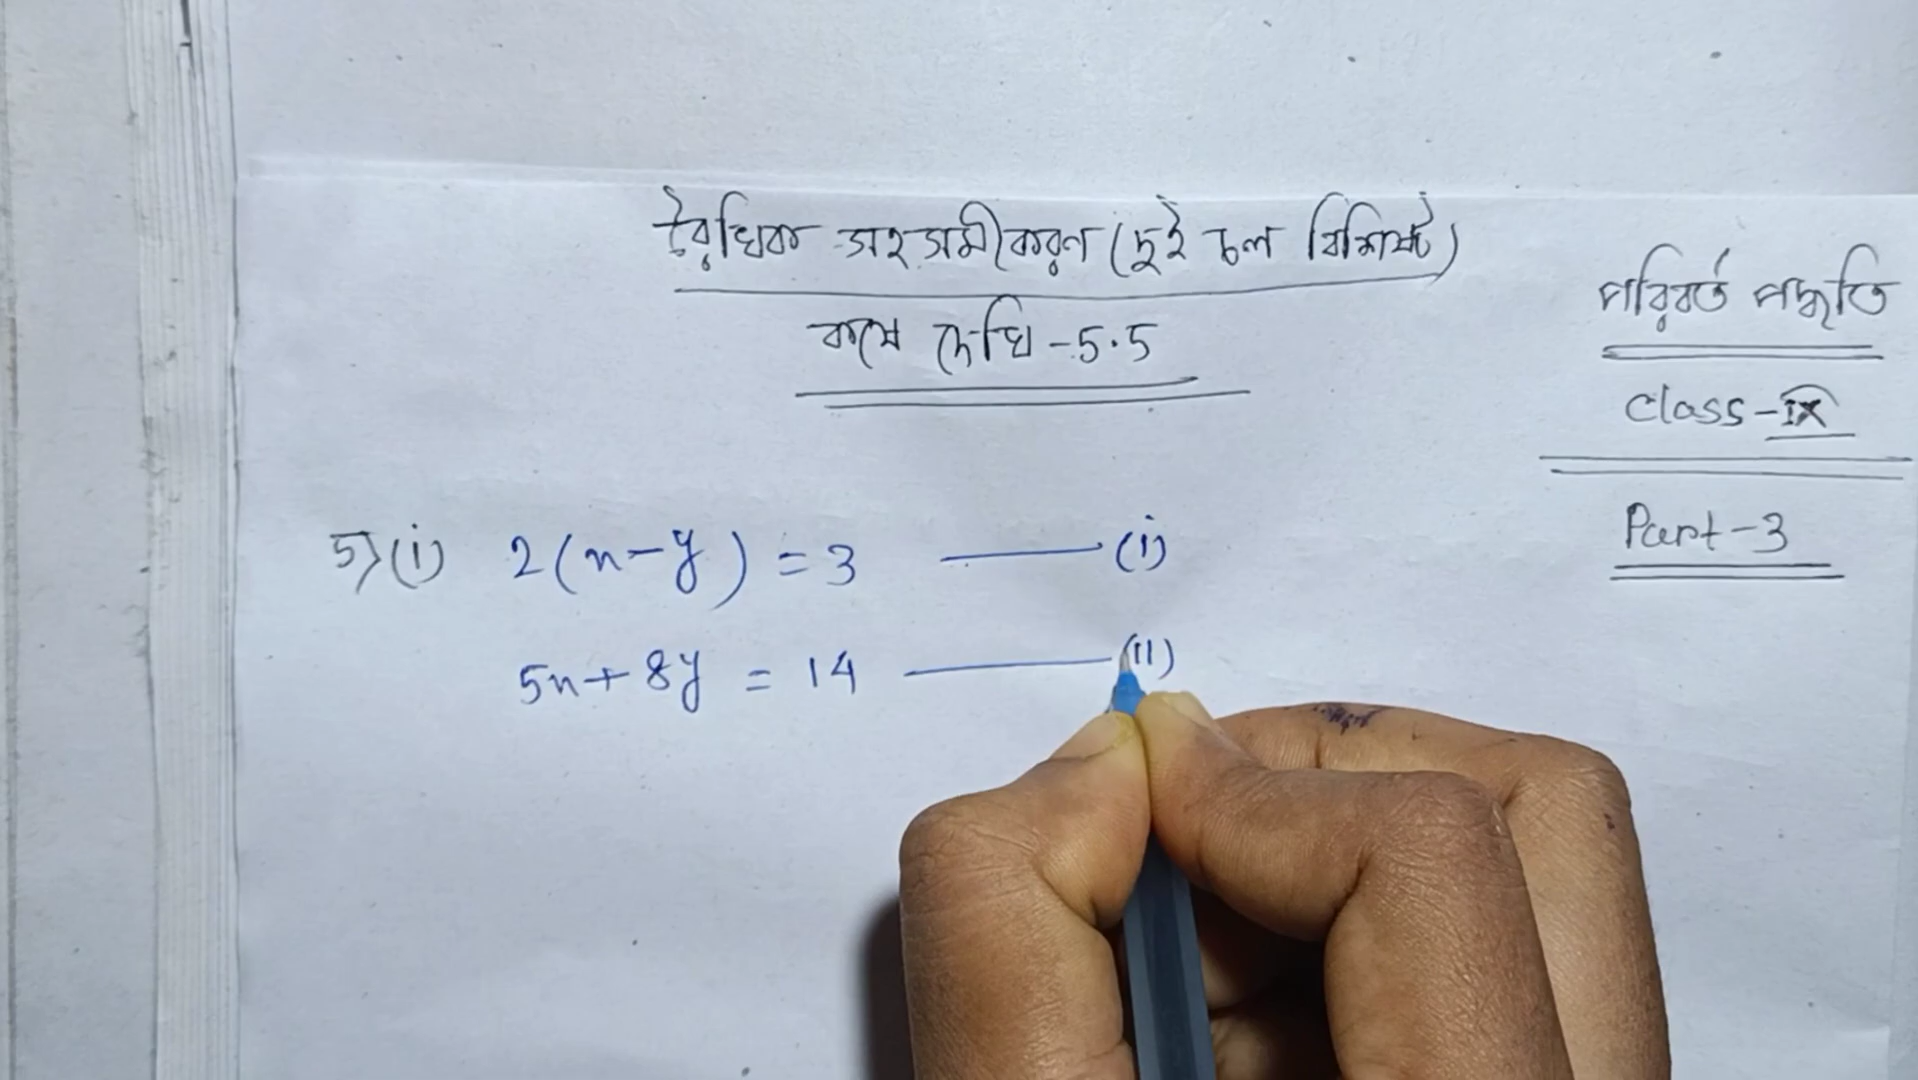 রৈখিক সহসমীকরণ (দুই চল বিশিষ্ট)
কষে দেখি - 5.5
পরিবর্ত পদ্ধতি
Class - IX
Part - 3
5) (i) 2(x - y) = 3 —— (i)
5x + 8y = 14 —— (ii)